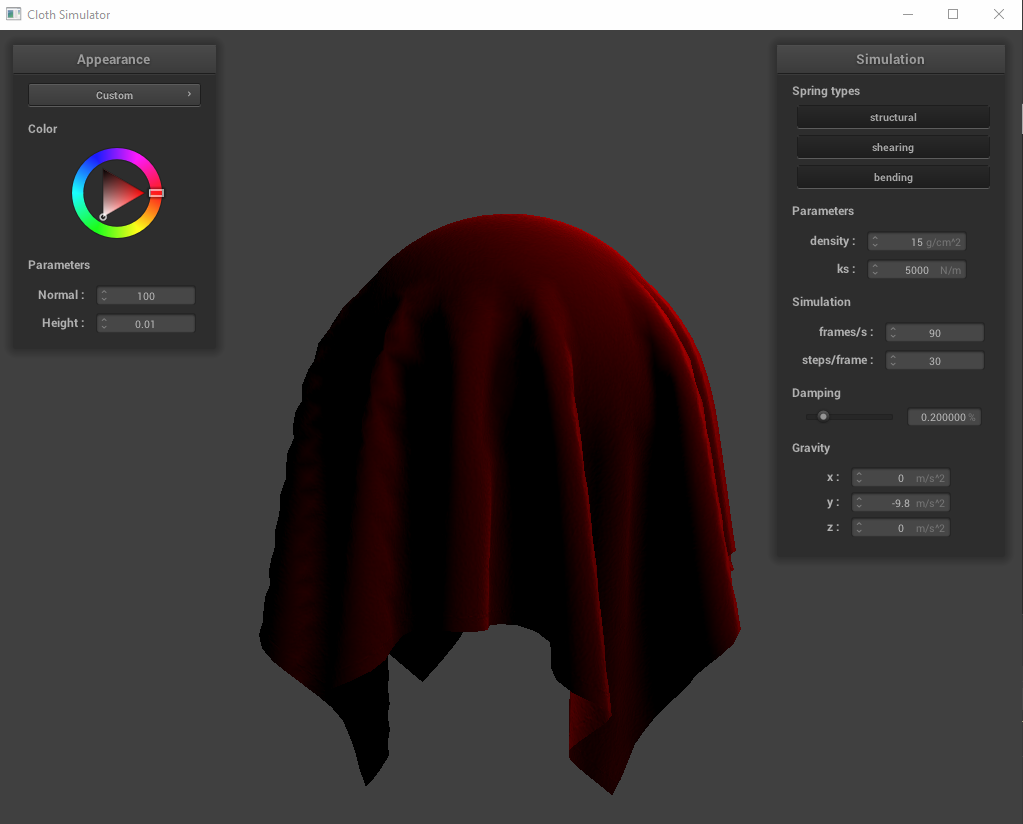 Cloth Simulator
Appearance
Custom
Color
Parameters
Normal : 100
Height : 0.01
Simulation
Spring types
structural
shearing
bending
Parameters
density : 15 g/cm^2
ks : 5000 N/m
Simulation
frames/s : 90
steps/frame : 30
Damping
0.200000 %
Gravity
x : 0 m/s^2
y : -9.8 m/s^2
z : 0 m/s^2